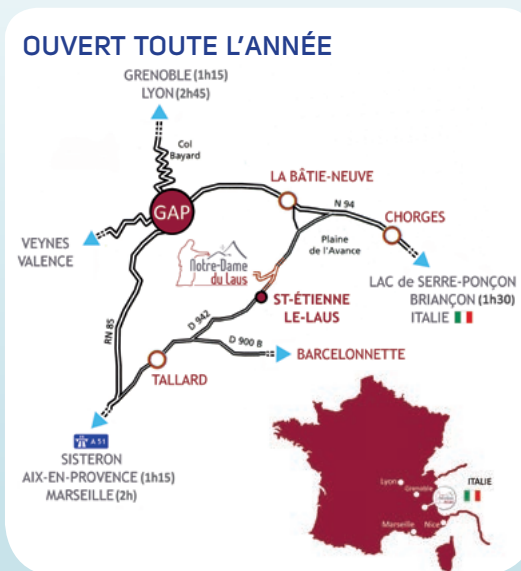 OUVERT TOUTE L'ANNÉE
GRENOBLE (1h15)
LYON (2h45)
Col
Bayard
LA BÂTIE-NEUVE
GAP
N 94
CHORGES
Plaine
de l'Avance
VEYNES
VALENCE
Notre-Dame
du Laus
LAC de SERRE-PONÇON
BRIANÇON (1h30)
ITALIE
ST-ÉTIENNE
LE-LAUS
RN 85
D 942
D 900 B
BARCELONNETTE
TALLARD
A 51
SISTERON
AIX-EN-PROVENCE (1h15)
MARSEILLE (2h)
Lyon
Grenoble
ITALIE
Marseille
Nice